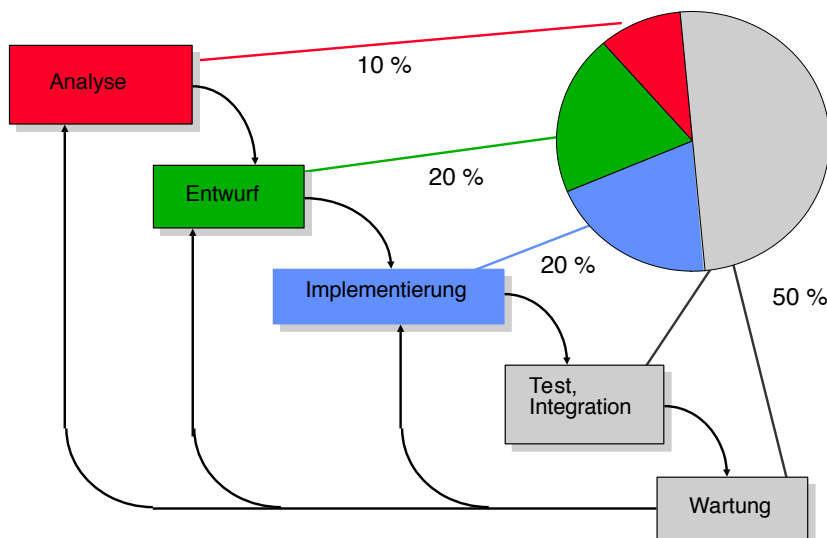 Analyse
10 %
Entwurf
20 %
Implementierung
20 %
50 %
Test,
Integration
Wartung